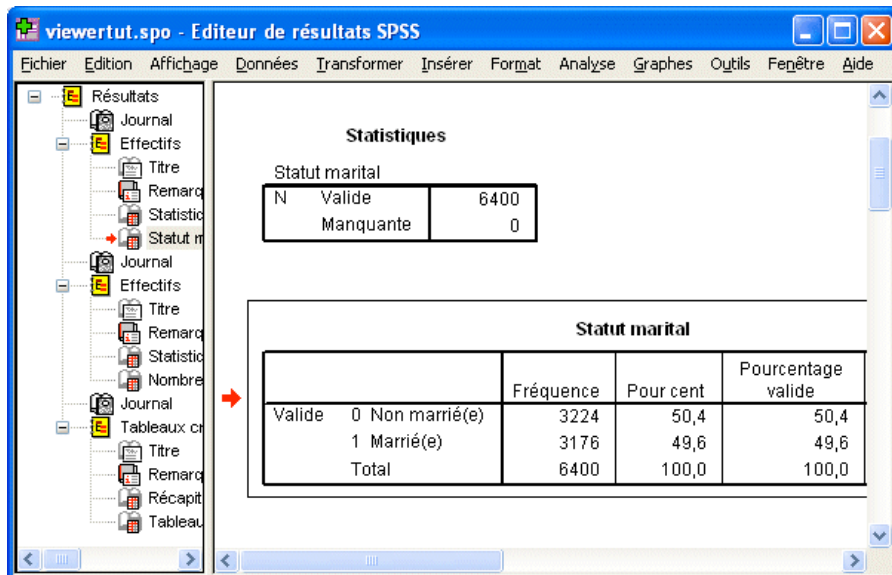 viewertut.spo - Editeur de résultats SPSS
Fichier Edition Affichage Données Transformer Insérer Format Analyse Graphes Outils Fenêtre Aide
Résultats
Journal
Effectifs
Titre
Remarq
Statistic
Statut m
Journal
Effectifs
Titre
Remarq
Statistic
Nombre
Journal
Tableaux cr
Titre
Remarq
Récapit
Tableau
Statistiques
Statut marital
N Valide 6400
Manquante 0
Statut marital
Fréquence Pour cent Pourcentage valide
Valide 0 Non marrié(e) 3224 50,4 50,4
1 Marrié(e) 3176 49,6 49,6
Total 6400 100,0 100,0